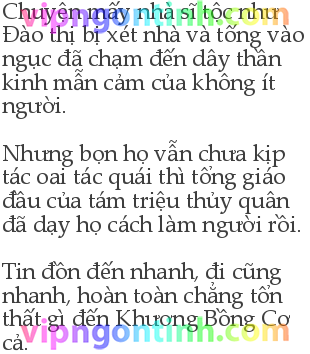 Chuyện mấy nhà sĩ tộc như
Đào thị bị xét nhà và tống vào
ngục đã chạm đến dây thần
kinh mẫn cảm của không ít
người.
Nhưng bọn họ vẫn chưa kịp
tác oai tác quái thì tổng giáo
đầu của tám triệu thủy quân
đã dạy họ cách làm người rồi.
Tin đồn đến nhanh, đi cũng
nhanh, hoàn toàn chẳng tổn
thất gì đến Khương Bồng Cơ
cả.
vipngontinh.com
vipngontinh.com